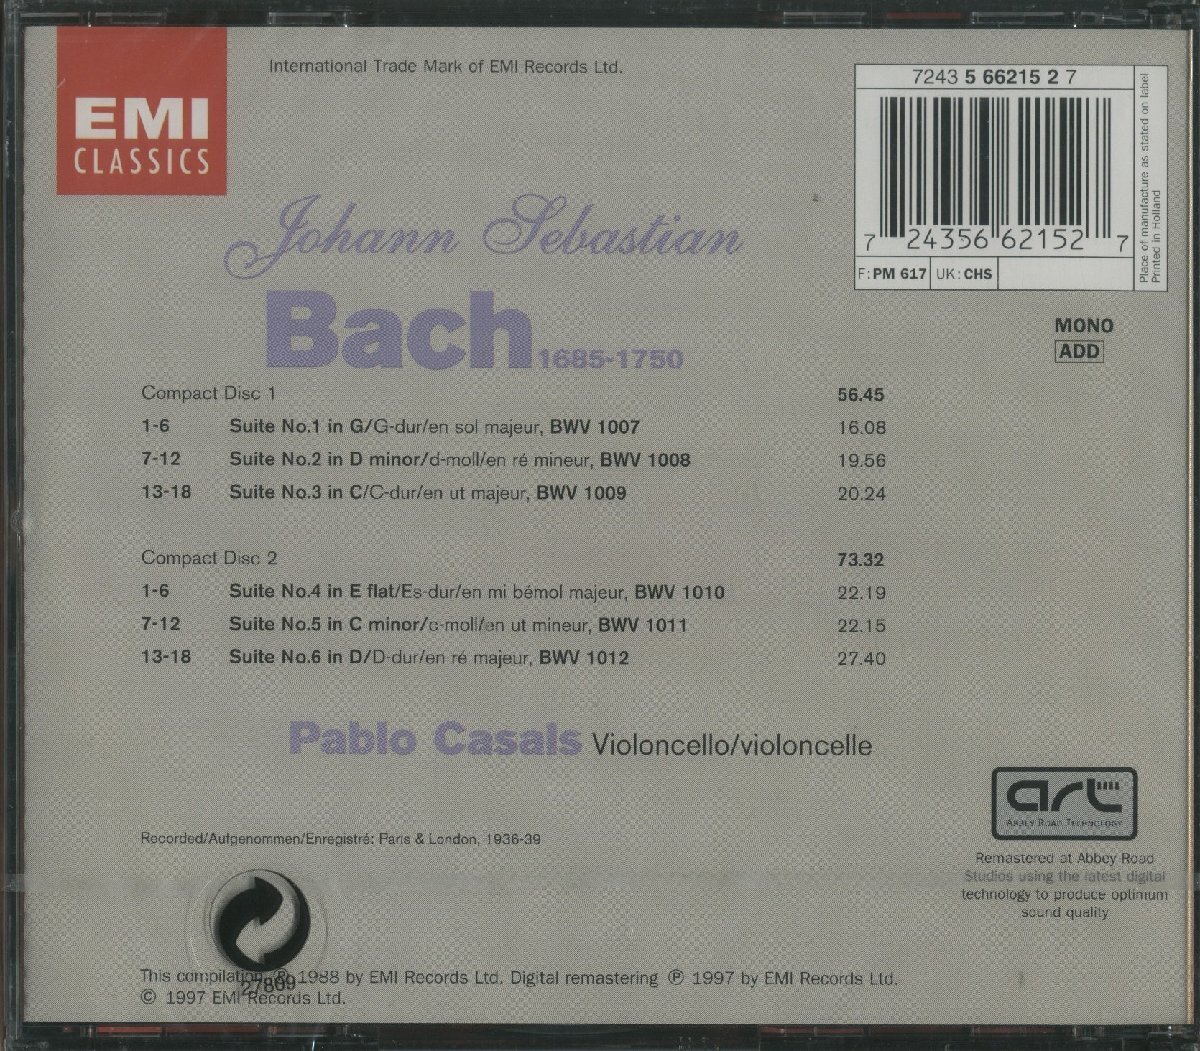 International Trade Mark of EMI Records Ltd.
EMI
CLASSICS
7243 5 66215 2 7
7 24356 62152 7
F: PM 617 UK: CHS
Place of manufacture as stated on label
Printed in Holland
Johann Sebastian
Bach 1685-1750
MONO
ADD
Compact Disc 1 56.45
1-6 Suite No.1 in G/G-dur/en sol majeur, BWV 1007 16.08
7-12 Suite No.2 in D minor/d-moll/en ré mineur, BWV 1008 19.56
13-18 Suite No.3 in C/C-dur/en ut majeur, BWV 1009 20.24
Compact Disc 2 73.32
1-6 Suite No.4 in E flat/Es-dur/en mi bémol majeur, BWV 1010 22.19
7-12 Suite No.5 in C minor/c-moll/en ut mineur, BWV 1011 22.15
13-18 Suite No.6 in D/D-dur/en ré majeur, BWV 1012 27.40
Pablo Casals Violoncello/violoncelle
art
ABBEY ROAD TECHNOLOGY
Recorded/Aufgenommen/Enregistré: Paris & London, 1936-39
Remastered at Abbey Road
Studios using the latest digital
technology to produce optimum
sound quality
This compilation ℗ 1988 by EMI Records Ltd. Digital remastering ℗ 1997 by EMI Records Ltd.
27809
© 1997 EMI Records Ltd.